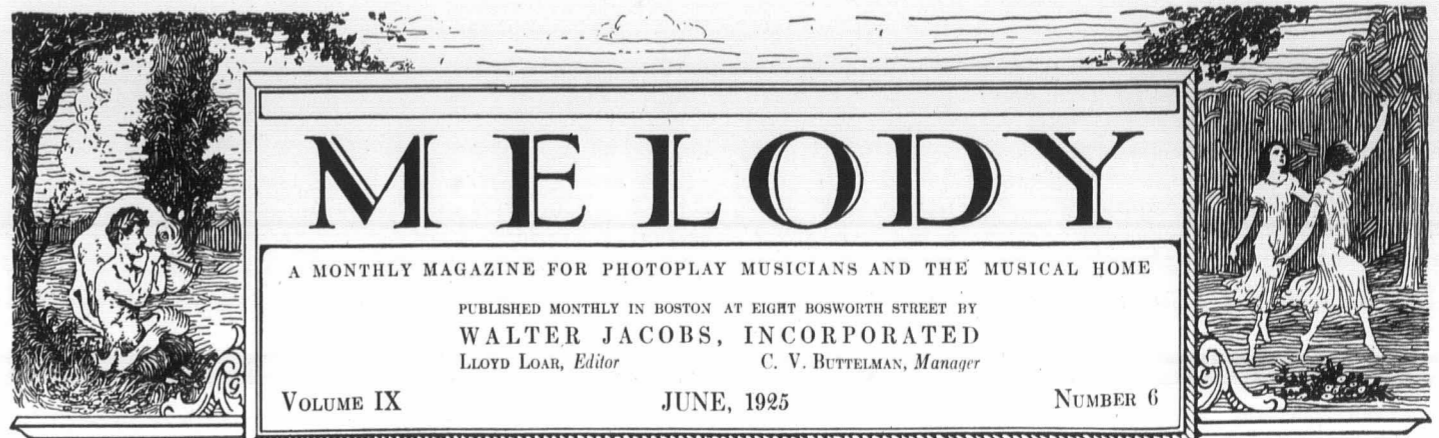 MELODY
A MONTHLY MAGAZINE FOR PHOTOPLAY MUSICIANS AND THE MUSICAL HOME
PUBLISHED MONTHLY IN BOSTON AT EIGHT BOSWORTH STREET BY
WALTER JACOBS, INCORPORATED
LLOYD LOAR, Editor C. V. BUTTELMAN, Manager
VOLUME IX JUNE, 1925 NUMBER 6